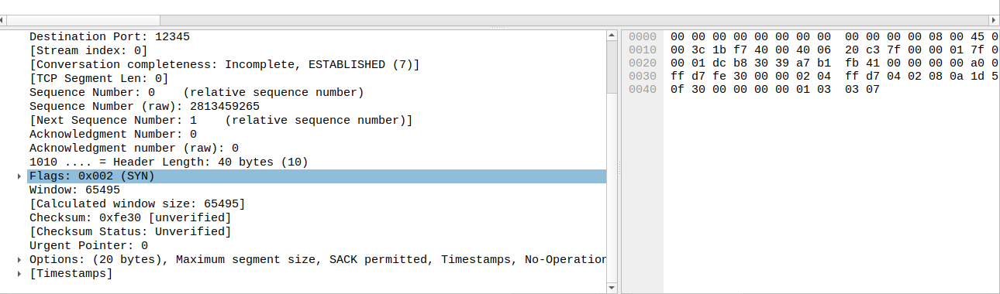 Destination Port: 12345
[Stream index: 0]
[Conversation completeness: Incomplete, ESTABLISHED (7)]
[TCP Segment Len: 0]
Sequence Number: 0    (relative sequence number)
Sequence Number (raw): 2813459265
[Next Sequence Number: 1    (relative sequence number)]
Acknowledgment Number: 0
Acknowledgment number (raw): 0
1010 .... = Header Length: 40 bytes (10)
Flags: 0x002 (SYN)
Window: 65495
[Calculated window size: 65495]
Checksum: 0xfe30 [unverified]
[Checksum Status: Unverified]
Urgent Pointer: 0
Options: (20 bytes), Maximum segment size, SACK permitted, Timestamps, No-Operation
[Timestamps]
0000 00 00 00 00 00 00 00 00  00 00 00 00 08 00 45 0
0010 00 3c 1b f7 40 00 40 06  20 c3 7f 00 00 01 7f 0
0020 00 01 dc b8 30 39 a7 b1  fb 41 00 00 00 00 a0 0
0030 ff d7 fe 30 00 00 02 04  ff d7 04 02 08 0a 1d 5
0040 0f 30 00 00 00 00 01 03  03 07